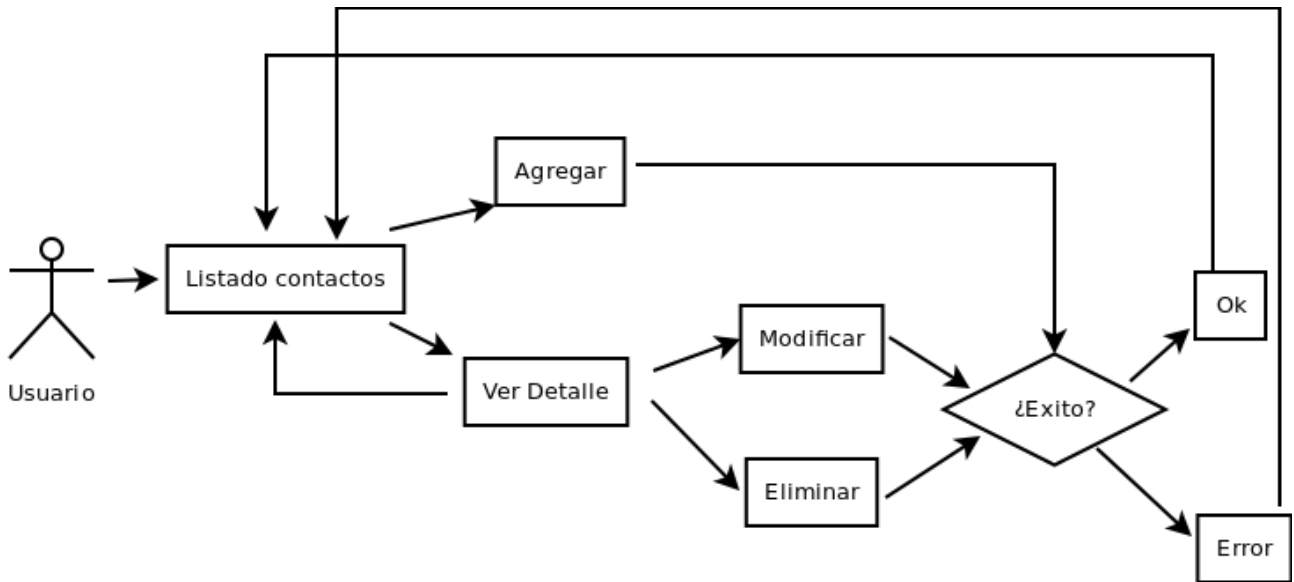 Agregar
Listado contactos
Ok
Modificar
Usuario
Ver Detalle
¿Exito?
Eliminar
Error